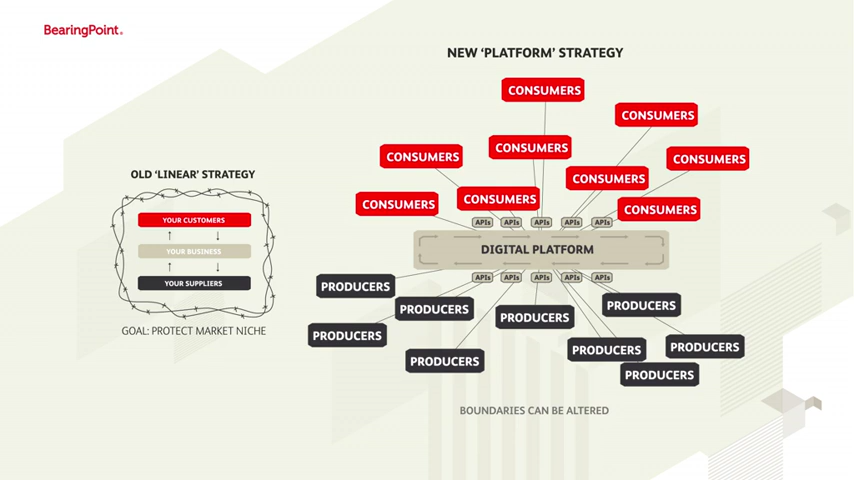 BearingPoint.
NEW ‘PLATFORM’ STRATEGY
CONSUMERS
CONSUMERS
CONSUMERS
CONSUMERS
CONSUMERS
OLD ‘LINEAR’ STRATEGY
CONSUMERS
CONSUMERS
CONSUMERS
CONSUMERS
YOUR CUSTOMERS
APIs APIs APIs APIs APIs
YOUR BUSINESS
DIGITAL PLATFORM
APIs APIs APIs APIs APIs
YOUR SUPPLIERS
PRODUCERS
PRODUCERS
PRODUCERS
PRODUCERS
GOAL: PROTECT MARKET NICHE
PRODUCERS
PRODUCERS
PRODUCERS
PRODUCERS
PRODUCERS
BOUNDARIES CAN BE ALTERED